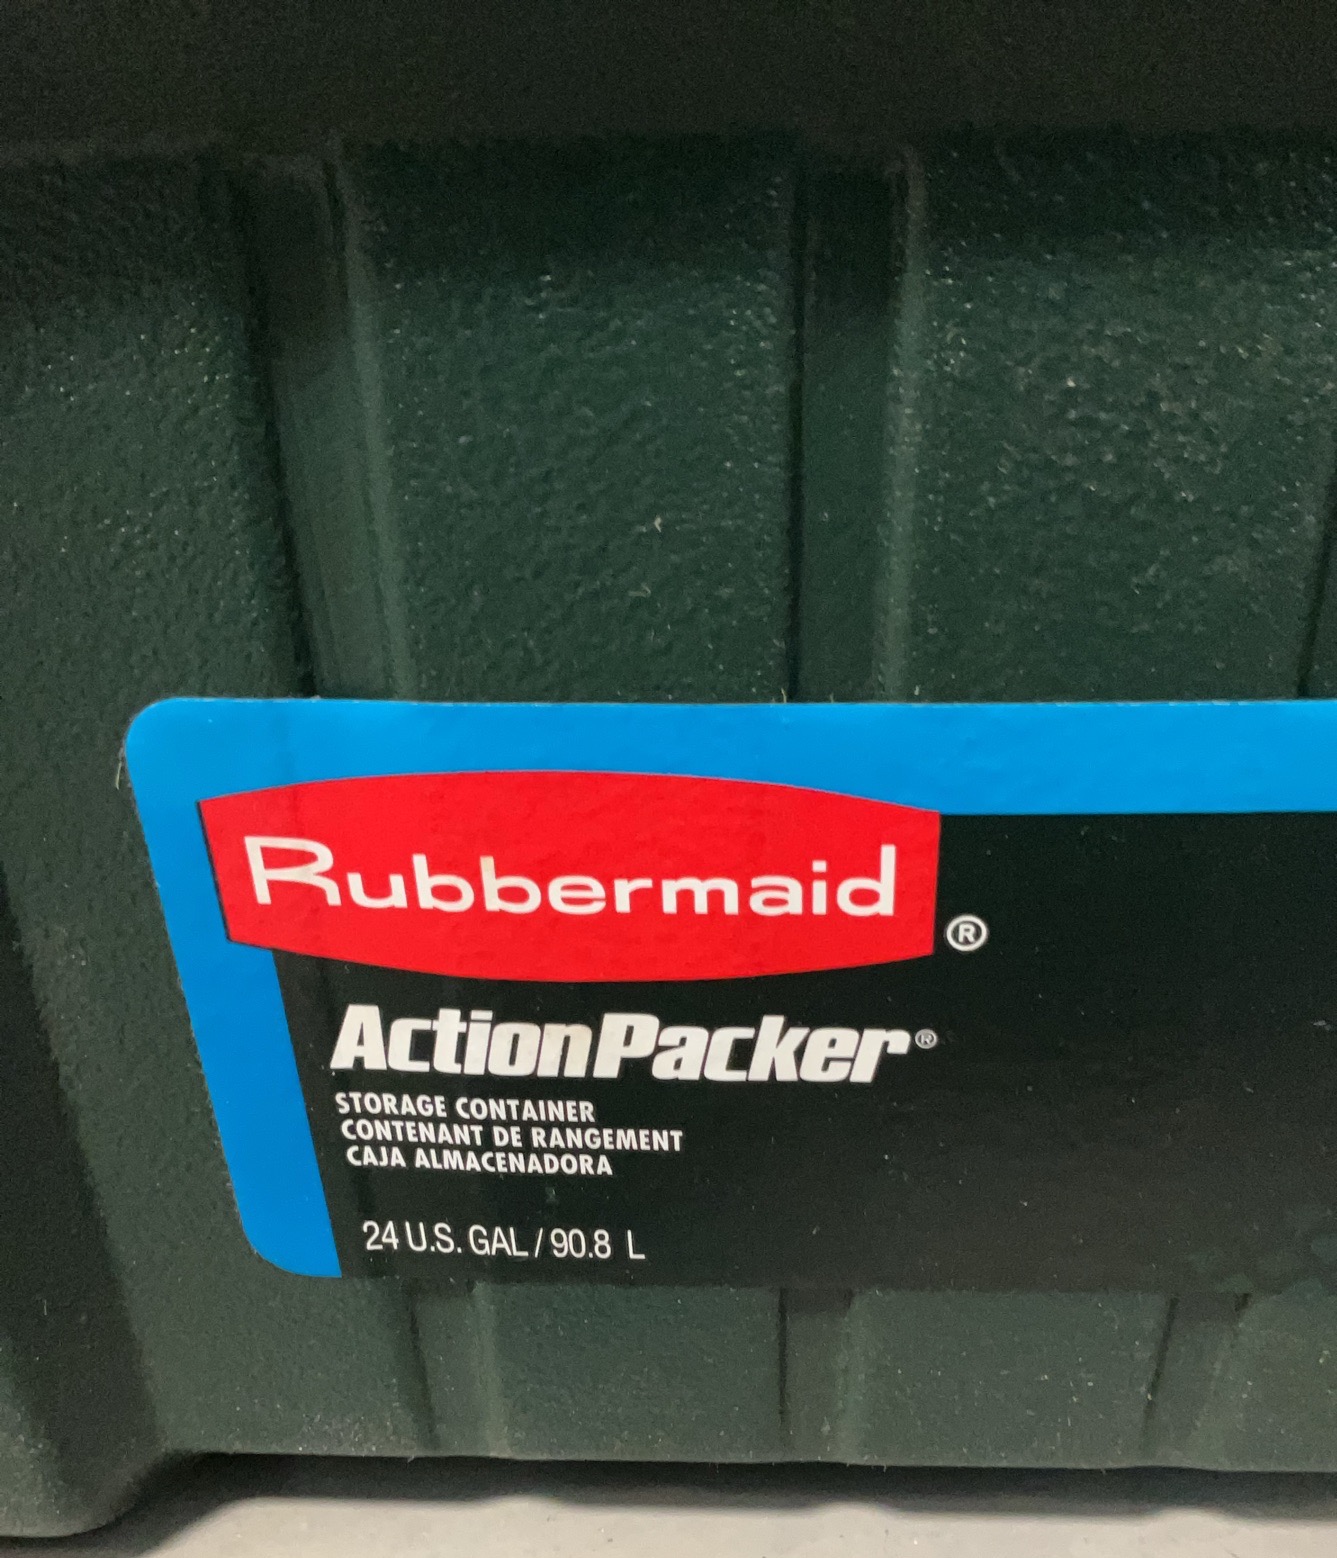 Rubbermaid®
ActionPacker®
STORAGE CONTAINER
CONTENANT DE RANGEMENT
CAJA ALMACENADORA
24 U.S. GAL / 90.8 L